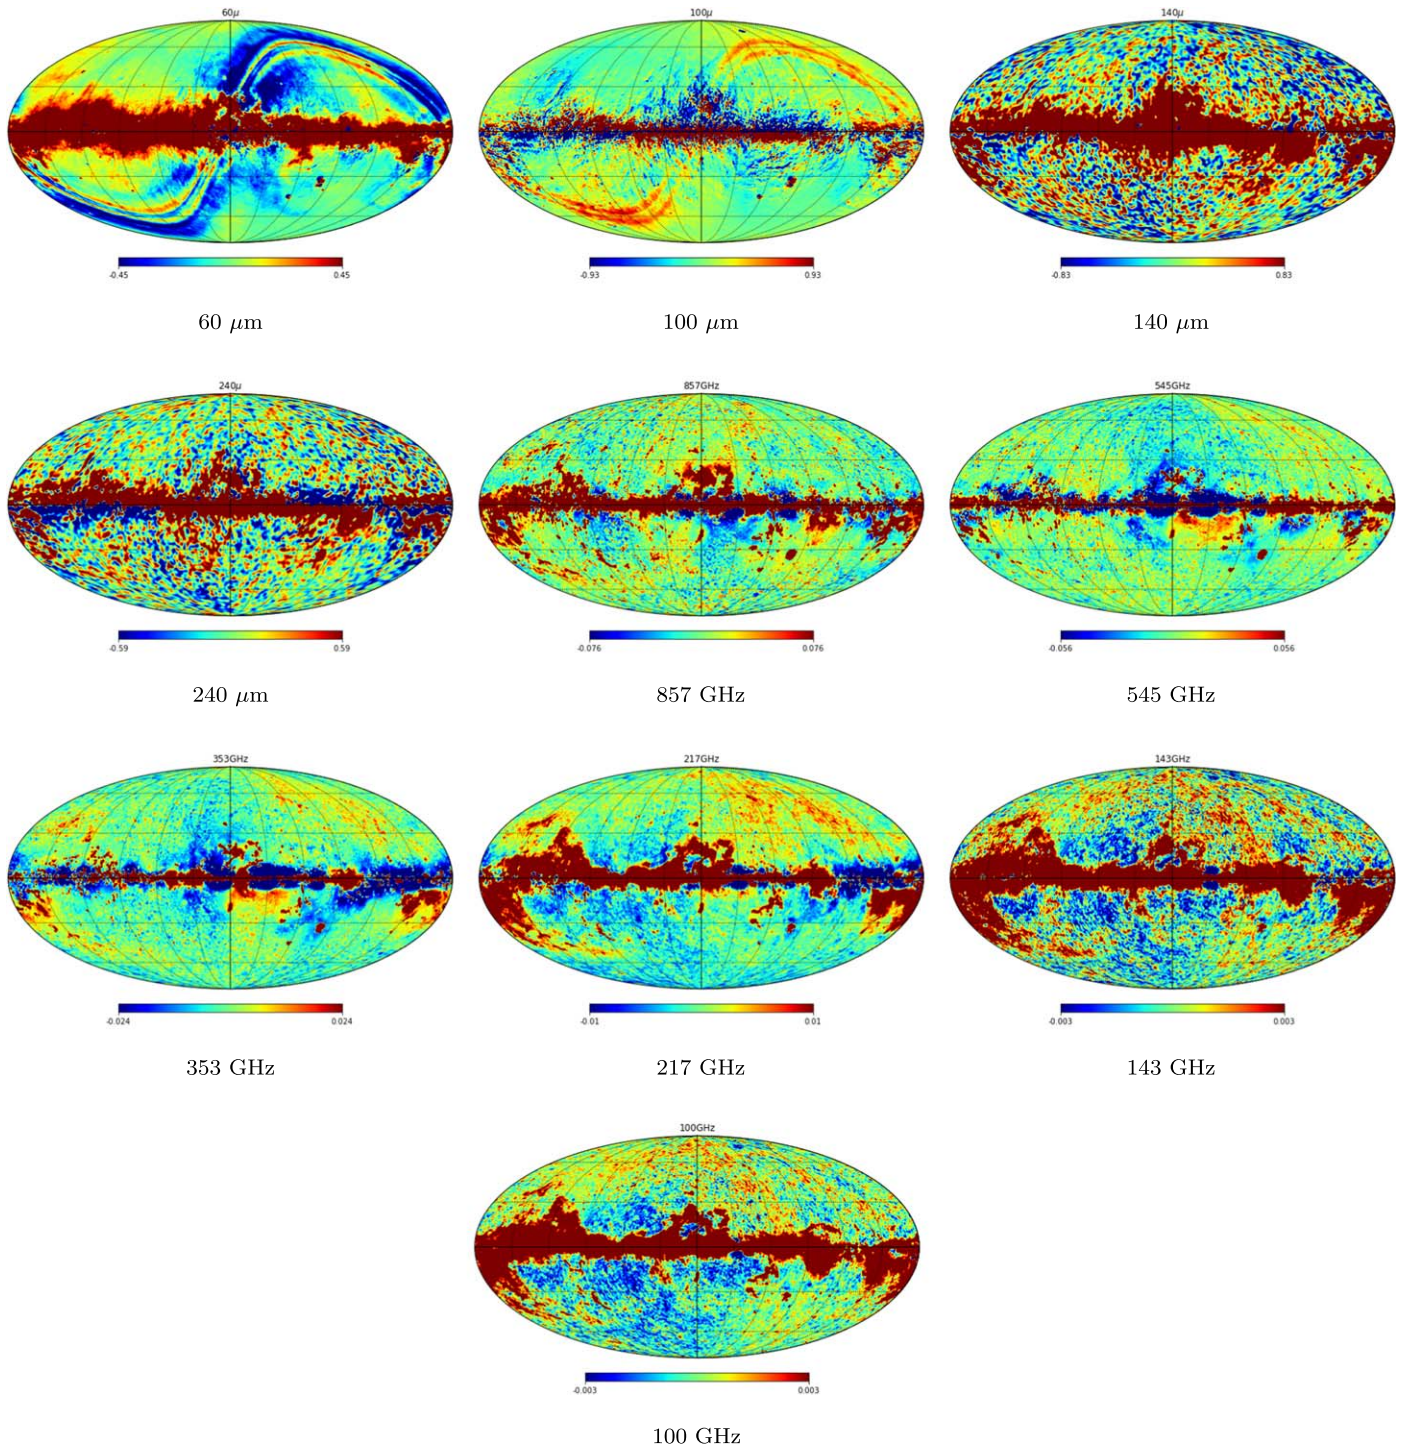 60μ 100μ 140μ
-0.45 0.45 -0.93 0.93 -0.83 0.83
60 μm 100 μm 140 μm
240μ 857GHz 545GHz
-0.59 0.59 -0.076 0.076 -0.056 0.056
240 μm 857 GHz 545 GHz
353GHz 217GHz 143GHz
-0.024 0.024 -0.01 0.01 -0.003 0.003
353 GHz 217 GHz 143 GHz
100GHz
-0.003 0.003
100 GHz